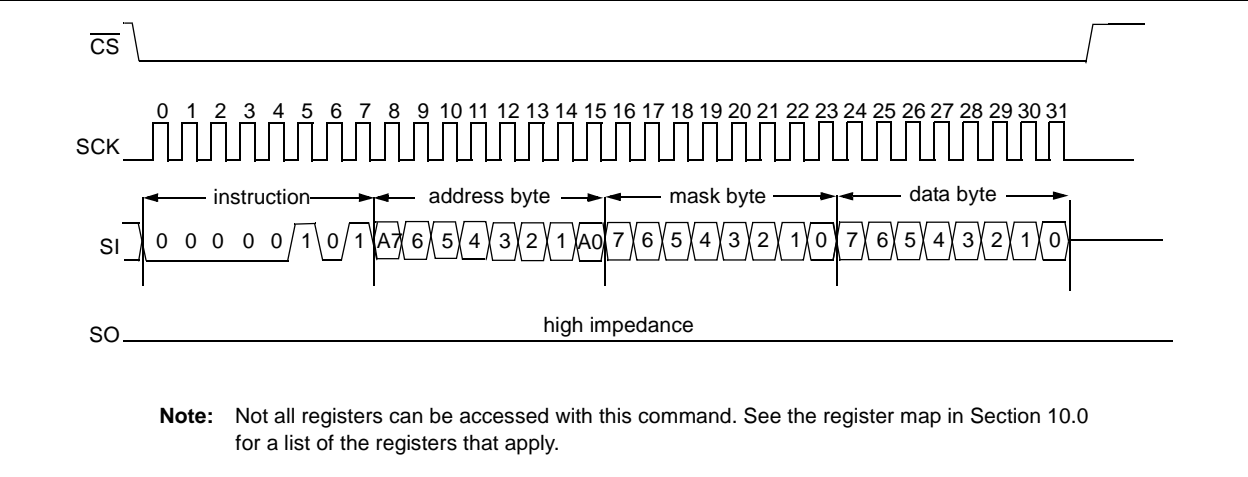 CS
0 1 2 3 4 5 6 7 8 9 10 11 12 13 14 15 16 17 18 19 20 21 22 23 24 25 26 27 28 29 30 31
SCK
instruction address byte mask byte data byte
SI 0 0 0 0 0 1 0 1 A7 6 5 4 3 2 1 A0 7 6 5 4 3 2 1 0 7 6 5 4 3 2 1 0
high impedance
SO
Note: Not all registers can be accessed with this command. See the register map in Section 10.0
for a list of the registers that apply.